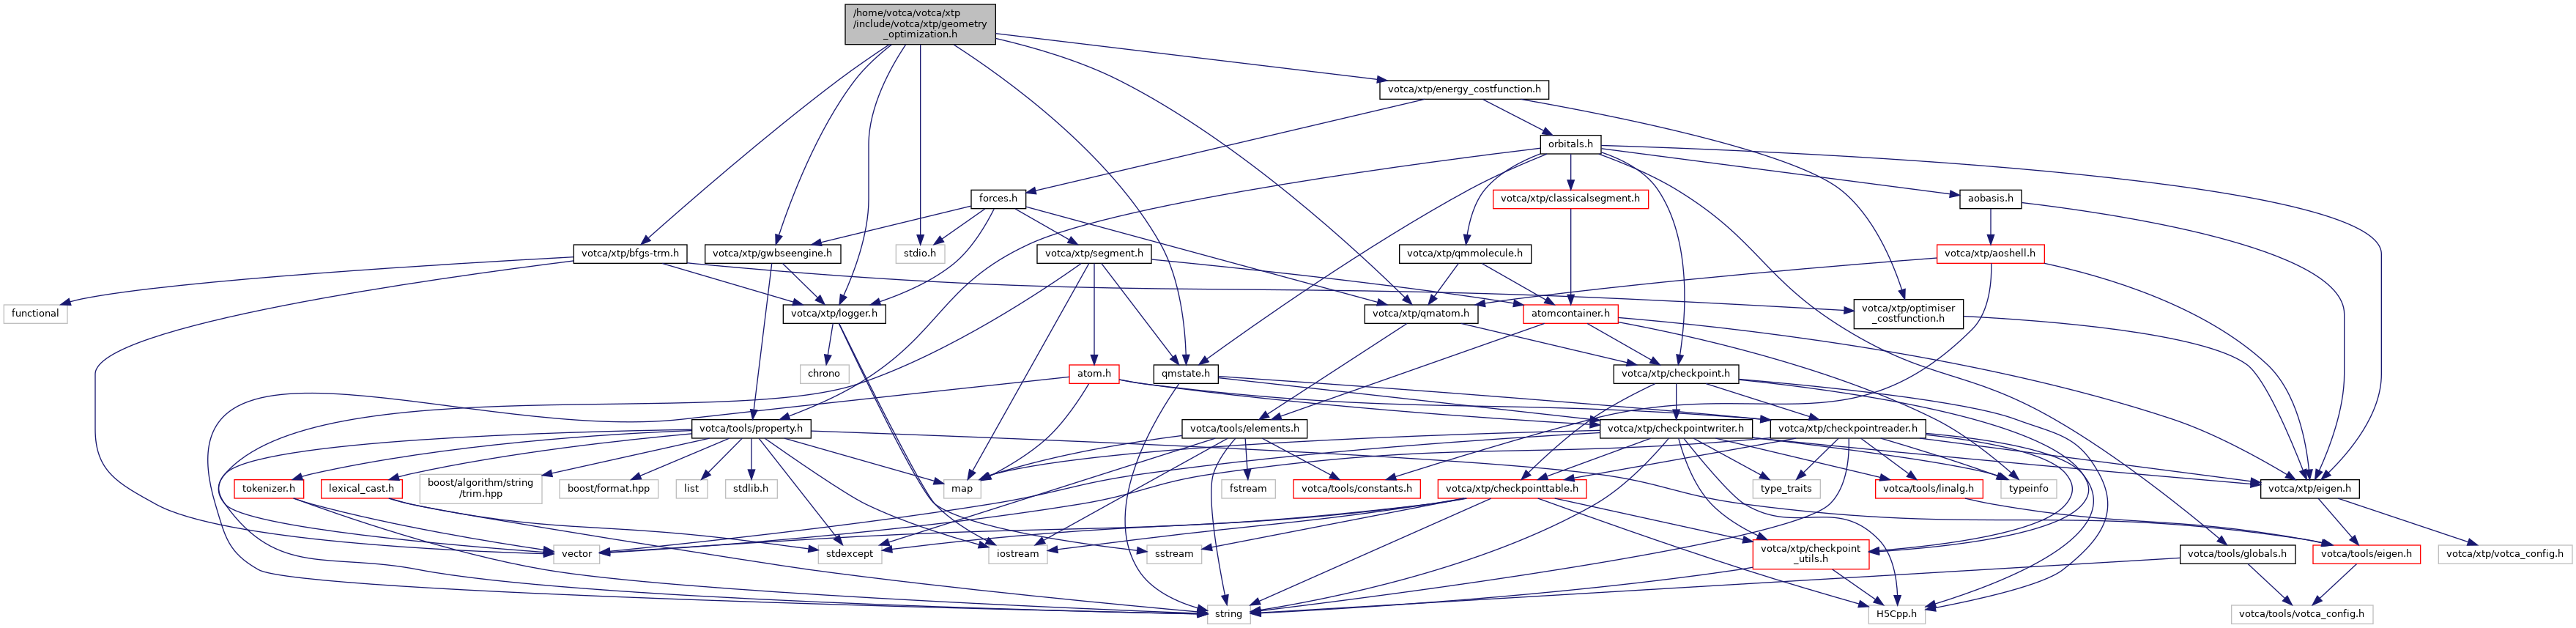 /home/votca/votca/xtp
/include/votca/xtp/geometry
_optimization.h
votca/xtp/energy_costfunction.h
orbitals.h
forces.h
votca/xtp/classicalsegment.h
aobasis.h
votca/xtp/bfgs-trm.h
votca/xtp/gwbseengine.h
stdio.h
votca/xtp/segment.h
votca/xtp/qmmolecule.h
votca/xtp/aoshell.h
functional
votca/xtp/logger.h
votca/xtp/qmatom.h
atomcontainer.h
votca/xtp/optimiser
_costfunction.h
chrono
atom.h
qmstate.h
votca/xtp/checkpoint.h
votca/tools/property.h
votca/tools/elements.h
votca/xtp/checkpointwriter.h
votca/xtp/checkpointreader.h
tokenizer.h
lexical_cast.h
boost/algorithm/string
/trim.hpp
boost/format.hpp
list
stdlib.h
map
fstream
votca/tools/constants.h
votca/xtp/checkpointtable.h
type_traits
votca/tools/linalg.h
typeinfo
votca/xtp/eigen.h
vector
stdexcept
iostream
sstream
votca/xtp/checkpoint
_utils.h
votca/tools/globals.h
votca/tools/eigen.h
votca/xtp/votca_config.h
string
H5Cpp.h
votca/tools/votca_config.h